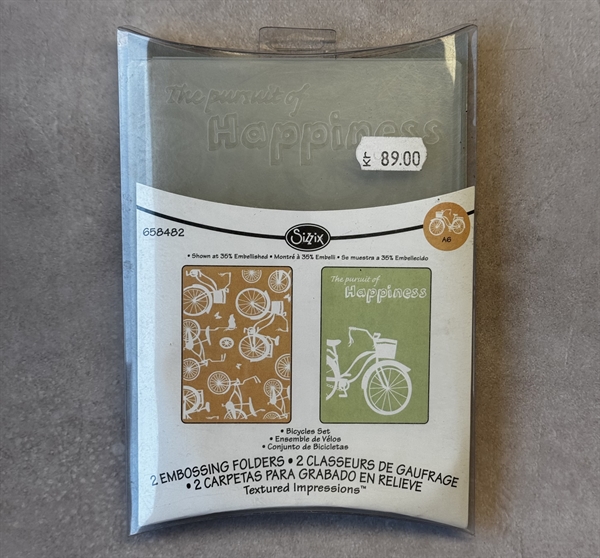 The pursuit of
Happiness
Kr 89.00
658482
Sizzix
A6
• Shown at 35% Embellished • Montré à 35% Embelli • Se muestra a 35% Embellecido
The pursuit of
Happiness
• Bicycles Set
• Ensemble de Vélos
• Conjunto de Bicicletas
2 EMBOSSING FOLDERS • 2 CLASSEURS DE GAUFRAGE
• 2 CARPETAS PARA GRABADO EN RELIEVE
Textured Impressions™